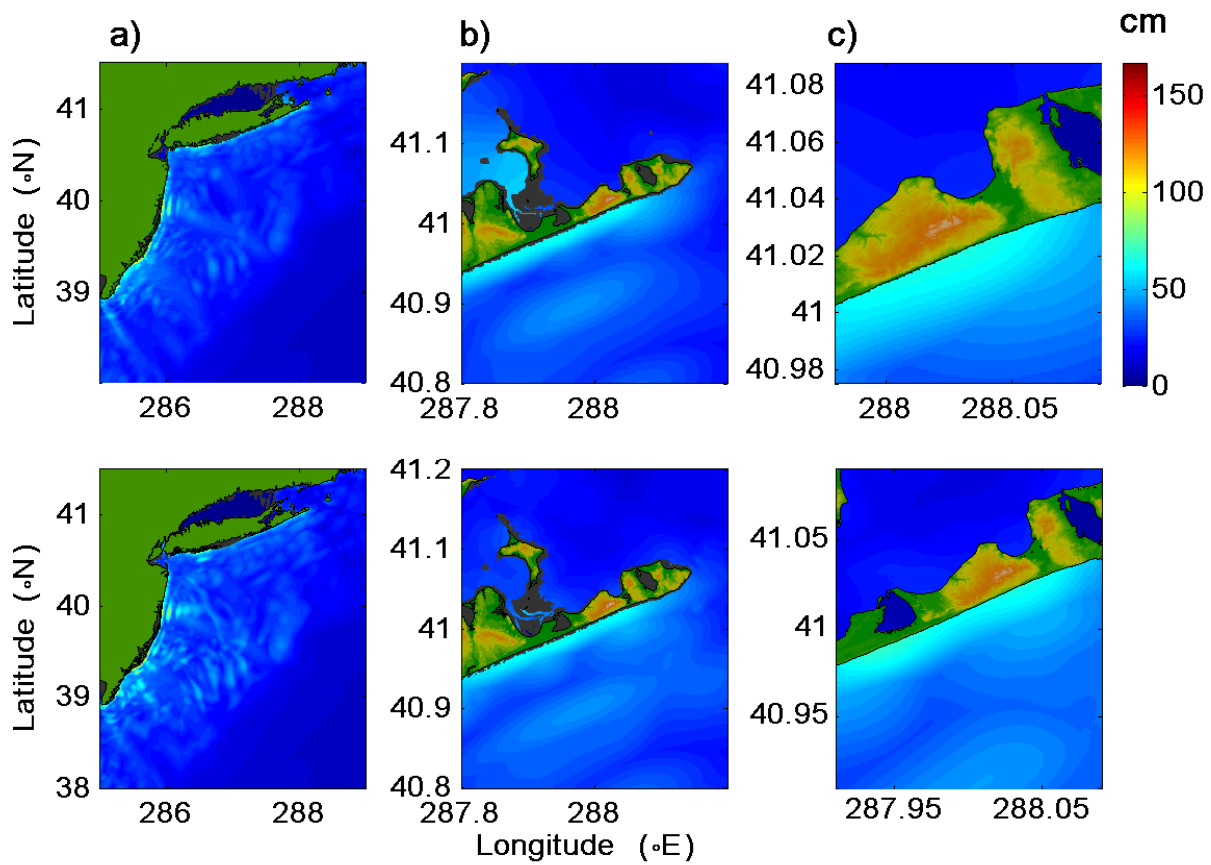 a) b) c) cm
41 41.1 41.08 150
Latitude (∘N) 40 41 41.06 100
39 40.9 41.04 50
40.8 41.02 0
41
40.98
286 288 287.8 288 288 288.05
41 41.2 41.05
Latitude (∘N) 40 41.1 41
39 41 40.95
38 40.9
40.8
286 288 287.8 288 287.95 288.05
Longitude (∘E)